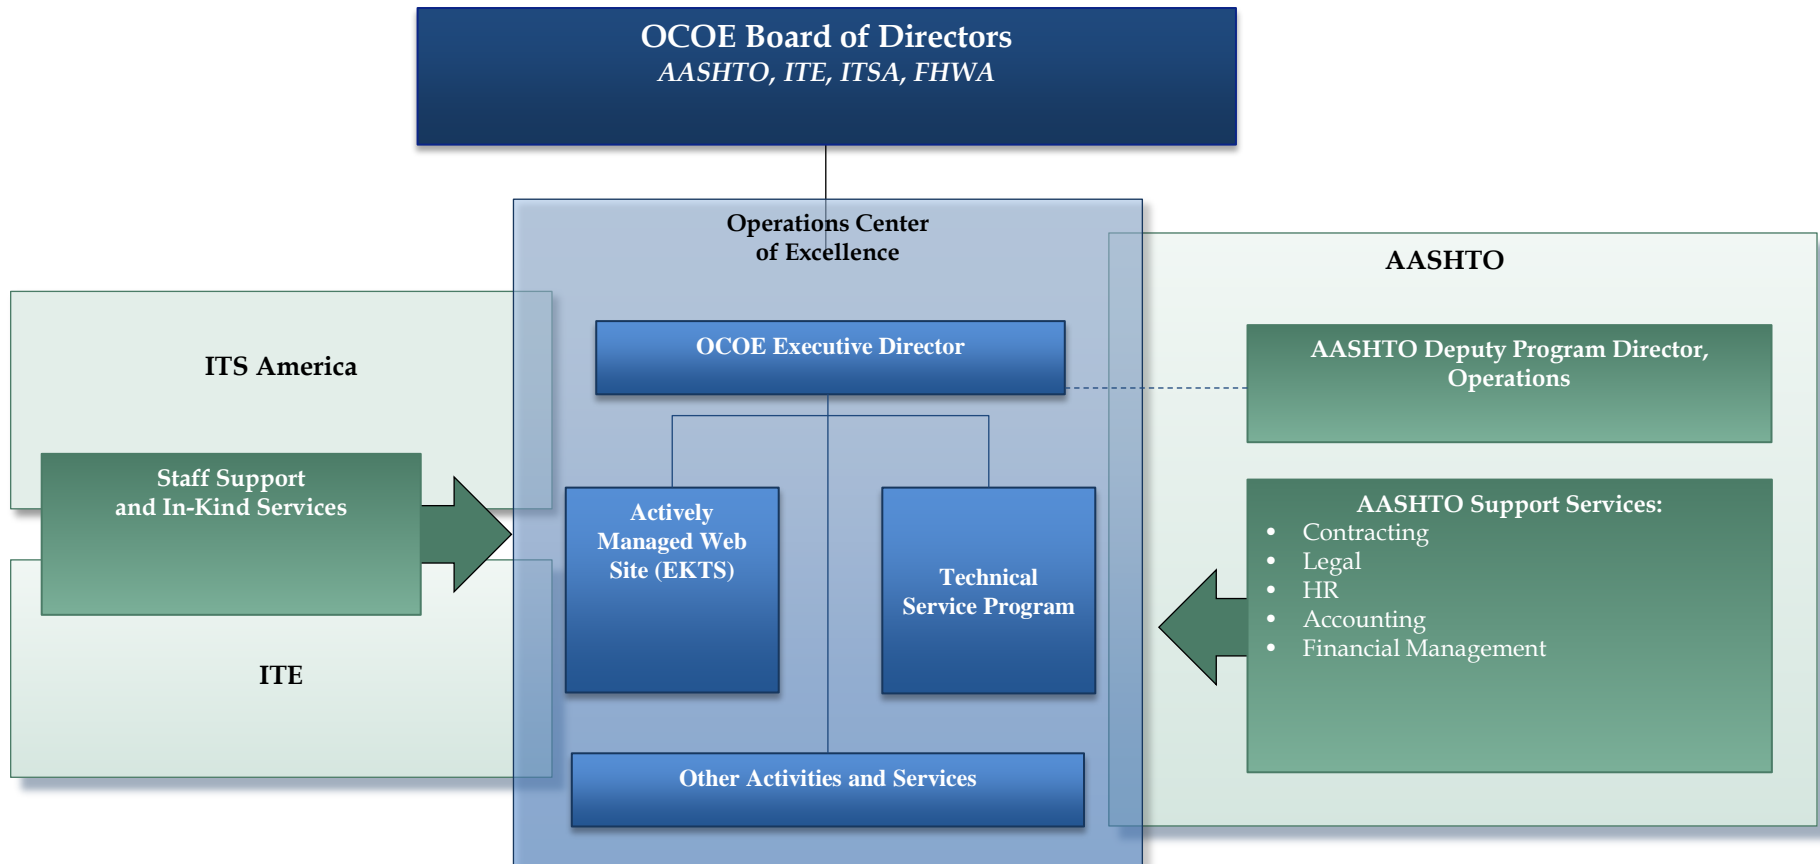 OCOE Board of Directors
AASHTO, ITE, ITSA, FHWA
Operations Center
of Excellence
AASHTO
ITS America
OCOE Executive Director
AASHTO Deputy Program Director,
Operations
Staff Support
and In-Kind Services
Actively
Managed Web
Site (EKTS)
Technical
Service Program
AASHTO Support Services:
• Contracting
• Legal
• HR
• Accounting
• Financial Management
ITE
Other Activities and Services